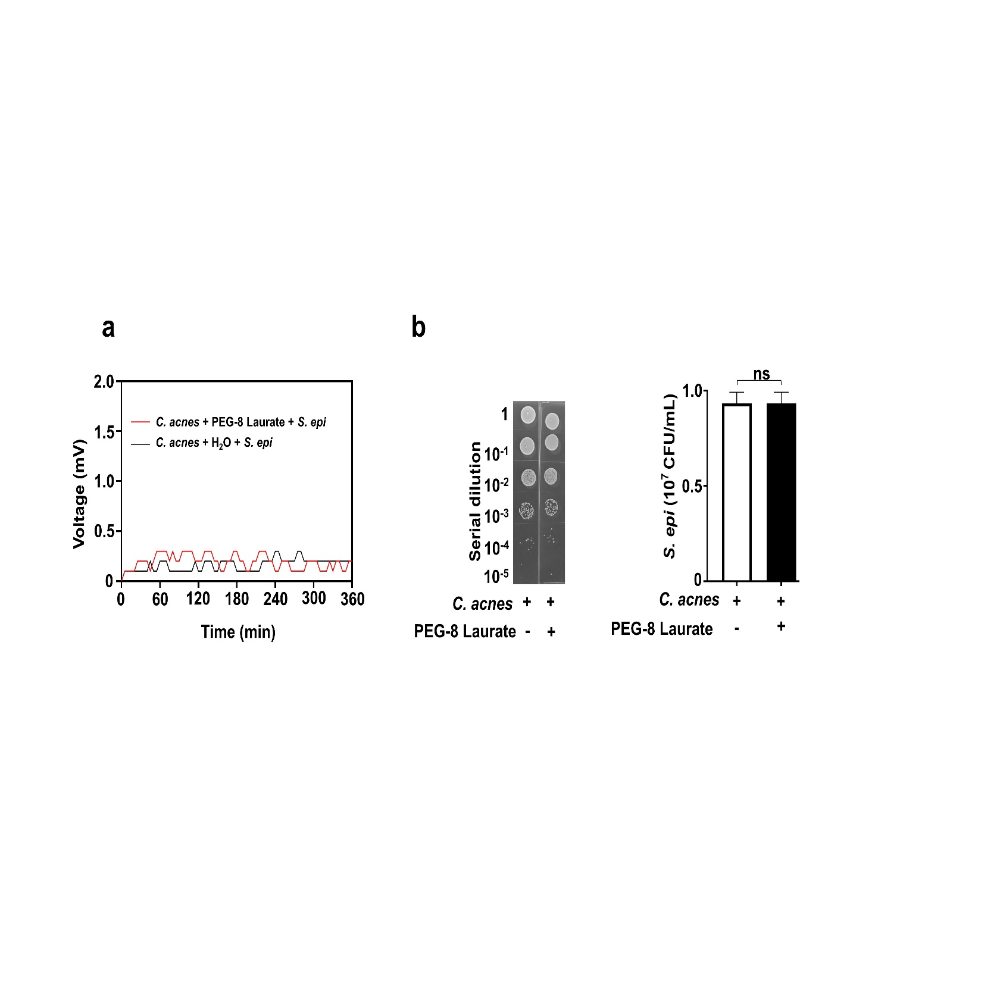 a
b
2.0
1.5
1.0
0.5
0
Voltage (mV)
C. acnes + PEG-8 Laurate + S. epi
C. acnes + H₂O + S. epi
0 60 120 180 240 300 360
Time (min)
Serial dilution
1
10⁻¹
10⁻²
10⁻³
10⁻⁴
10⁻⁵
C. acnes + +
PEG-8 Laurate - +
ns
S. epi (10⁷ CFU/mL)
1.0
0.5
0
C. acnes + +
PEG-8 Laurate - +